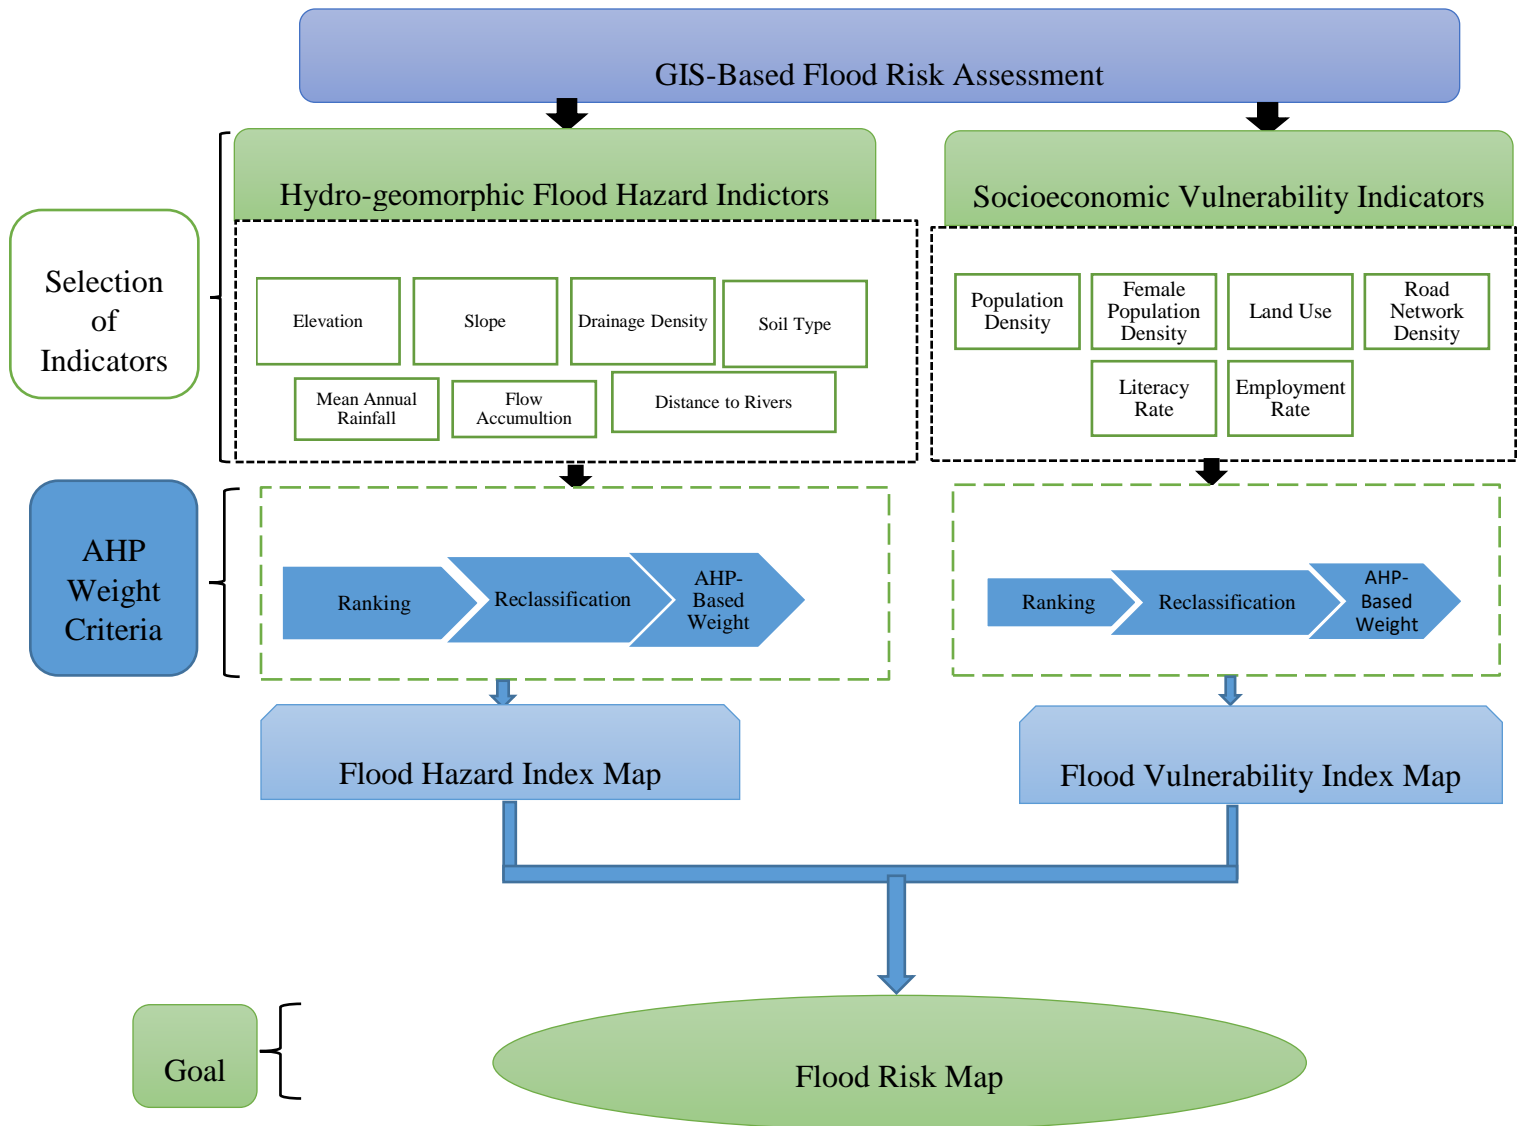 GIS-Based Flood Risk Assessment
Hydro-geomorphic Flood Hazard Indictors
Socioeconomic Vulnerability Indicators
Selection
of
Indicators
Elevation
Slope
Drainage Density
Soil Type
Mean Annual
Rainfall
Flow
Accumultion
Distance to Rivers
Population
Density
Female
Population
Density
Land Use
Road
Network
Density
Literacy
Rate
Employment
Rate
AHP
Weight
Criteria
Ranking
Reclassification
AHP-
Based
Weight
Ranking
Reclassification
AHP-
Based
Weight
Flood Hazard Index Map
Flood Vulnerability Index Map
Goal
Flood Risk Map